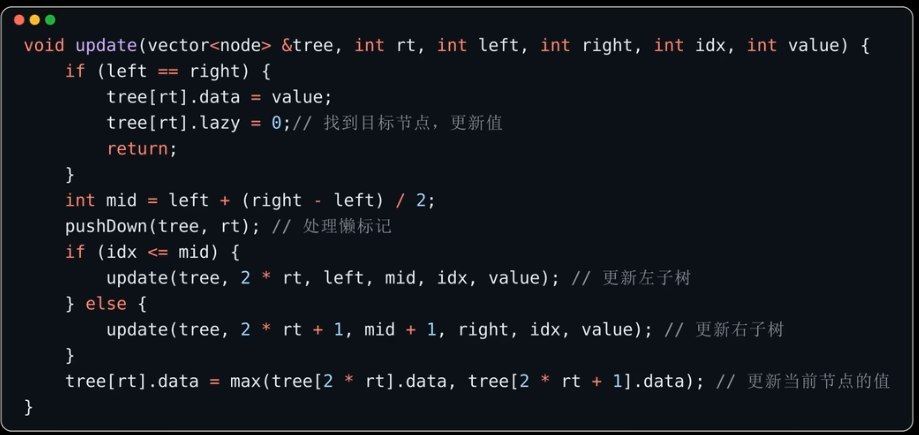 void update(vector<node> &tree, int rt, int left, int right, int idx, int value) {
    if (left == right) {
        tree[rt].data = value;
        tree[rt].lazy = 0;// 找到目标节点，更新值
        return;
    }
    int mid = left + (right - left) / 2;
    pushDown(tree, rt); // 处理懒标记
    if (idx <= mid) {
        update(tree, 2 * rt, left, mid, idx, value); // 更新左子树
    } else {
        update(tree, 2 * rt + 1, mid + 1, right, idx, value); // 更新右子树
    }
    tree[rt].data = max(tree[2 * rt].data, tree[2 * rt + 1].data); // 更新当前节点的值
}